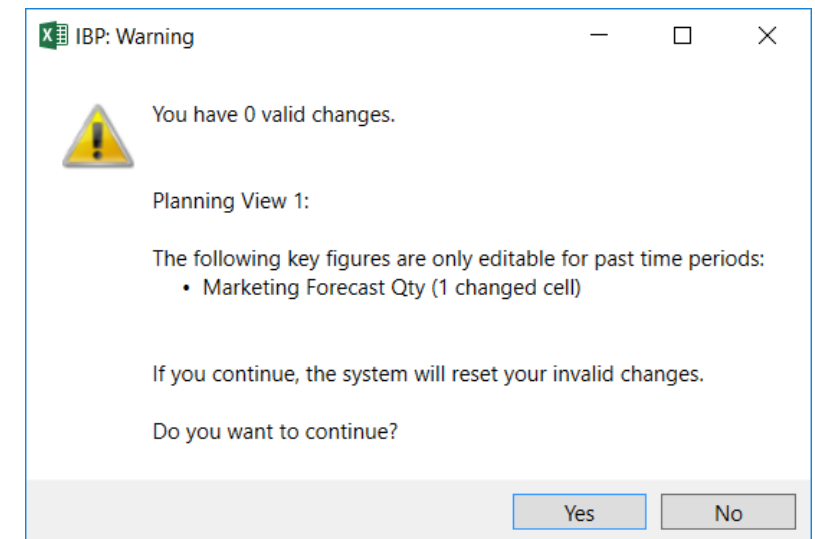 IBP: Warning
You have 0 valid changes.
Planning View 1:
The following key figures are only editable for past time periods:
• Marketing Forecast Qty (1 changed cell)
If you continue, the system will reset your invalid changes.
Do you want to continue?
Yes No